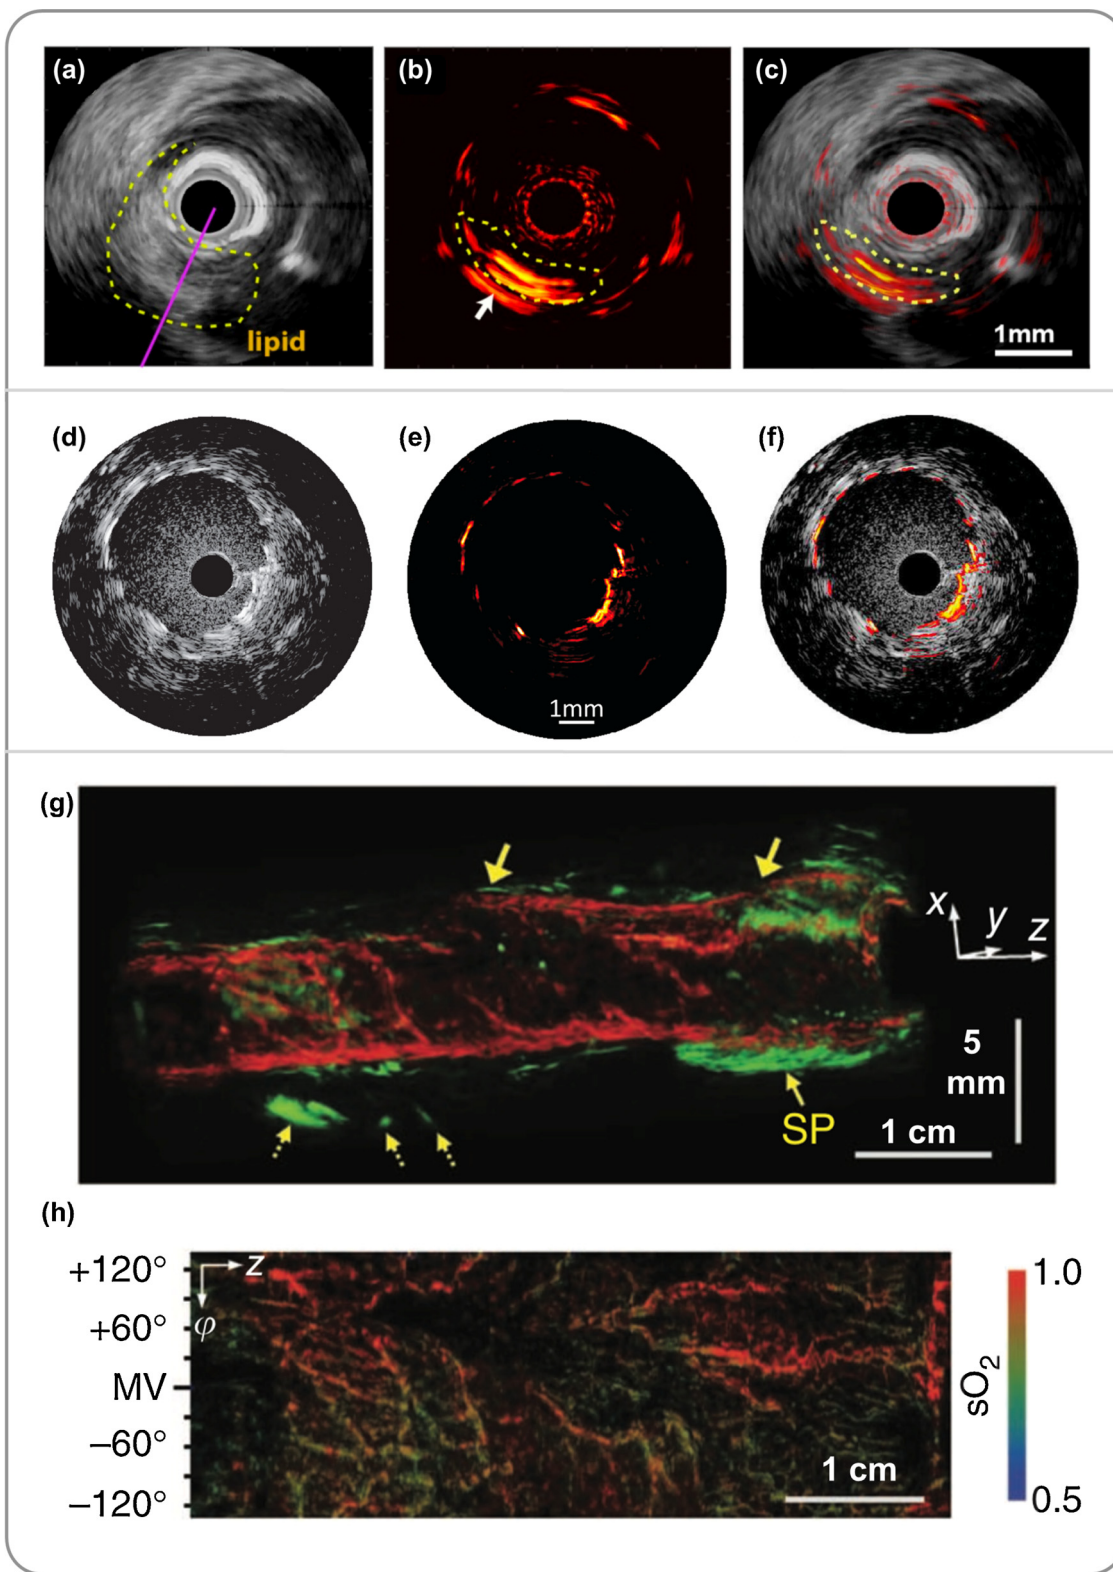 (a)
(b)
(c)
lipid
1mm
(d)
(e)
(f)
1mm
(g)
x
y
z
5
mm
SP
1 cm
(h)
+120°
+60°
MV
−60°
−120°
z
φ
1 cm
1.0
sO2
0.5